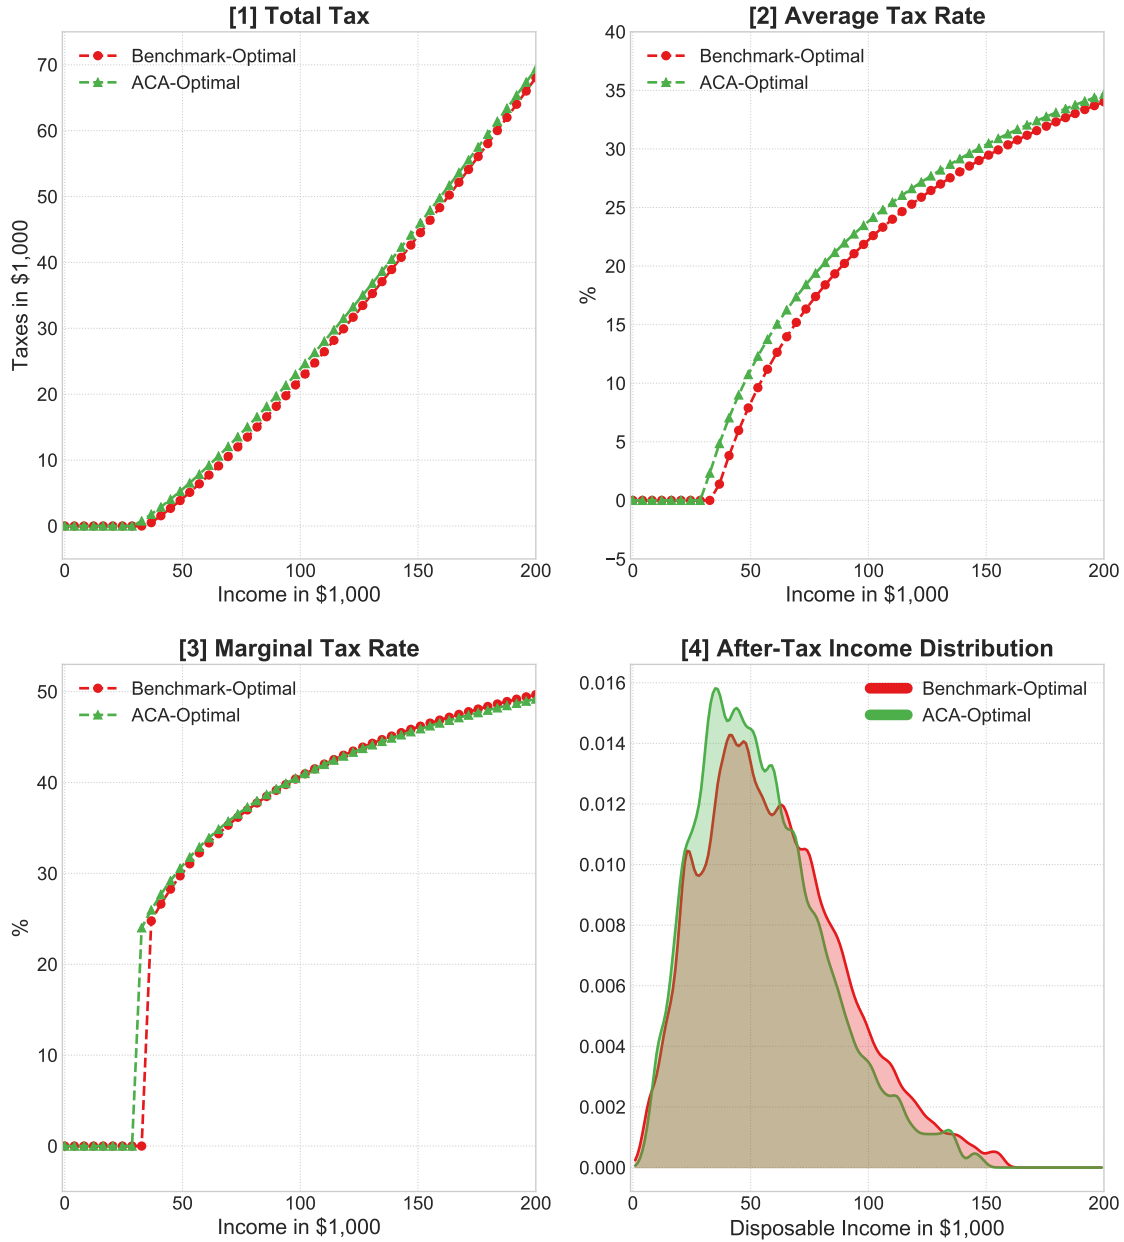 [1] Total Tax
Benchmark-Optimal
ACA-Optimal
70
60
50
40
30
20
10
0
Taxes in $1,000
0 50 100 150 200
Income in $1,000
[2] Average Tax Rate
Benchmark-Optimal
ACA-Optimal
40
35
30
25
20
15
10
5
0
−5
%
0 50 100 150 200
Income in $1,000
[3] Marginal Tax Rate
Benchmark-Optimal
ACA-Optimal
50
40
30
20
10
0
%
0 50 100 150 200
Income in $1,000
[4] After-Tax Income Distribution
Benchmark-Optimal
ACA-Optimal
0.016
0.014
0.012
0.010
0.008
0.006
0.004
0.002
0.000
0 50 100 150 200
Disposable Income in $1,000